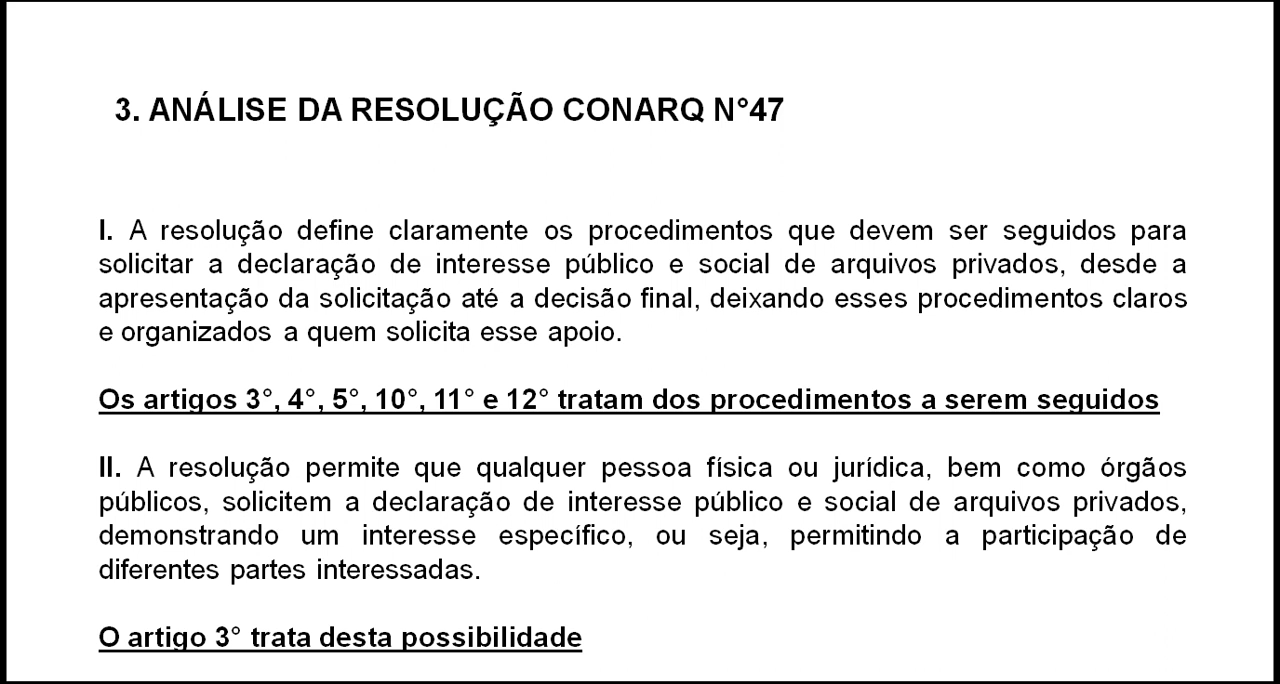 3. ANÁLISE DA RESOLUÇÃO CONARQ N°47
I. A resolução define claramente os procedimentos que devem ser seguidos para
solicitar a declaração de interesse público e social de arquivos privados, desde a
apresentação da solicitação até a decisão final, deixando esses procedimentos claros
e organizados a quem solicita esse apoio.
Os artigos 3°, 4°, 5°, 10°, 11° e 12° tratam dos procedimentos a serem seguidos
II. A resolução permite que qualquer pessoa física ou jurídica, bem como órgãos
públicos, solicitem a declaração de interesse público e social de arquivos privados,
demonstrando um interesse específico, ou seja, permitindo a participação de
diferentes partes interessadas.
O artigo 3° trata desta possibilidade